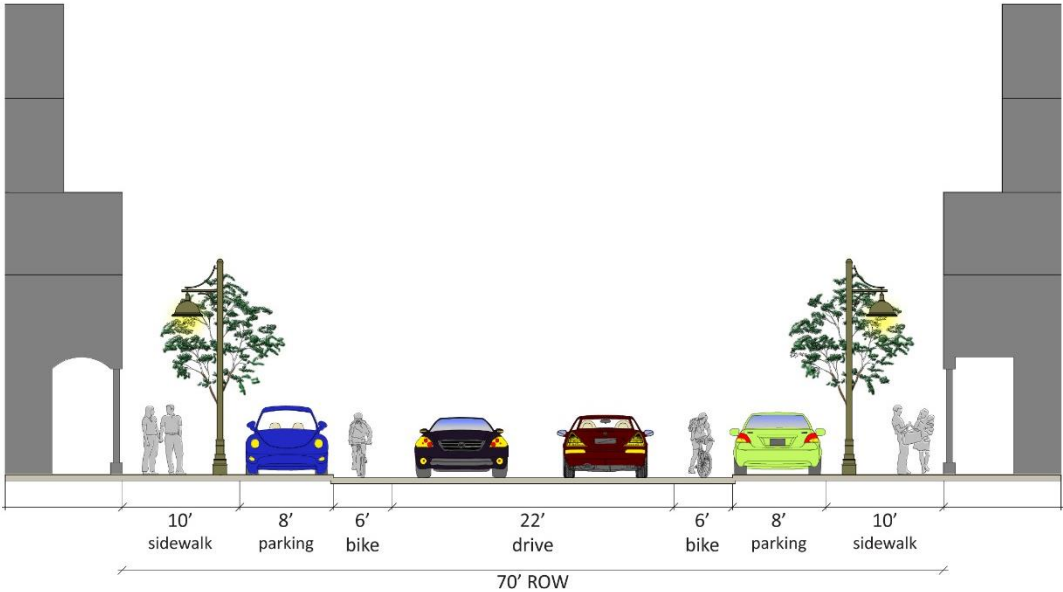 10’ 8’ 6’ 22’ 6’ 8’ 10’
sidewalk parking bike drive bike parking sidewalk
70’ ROW